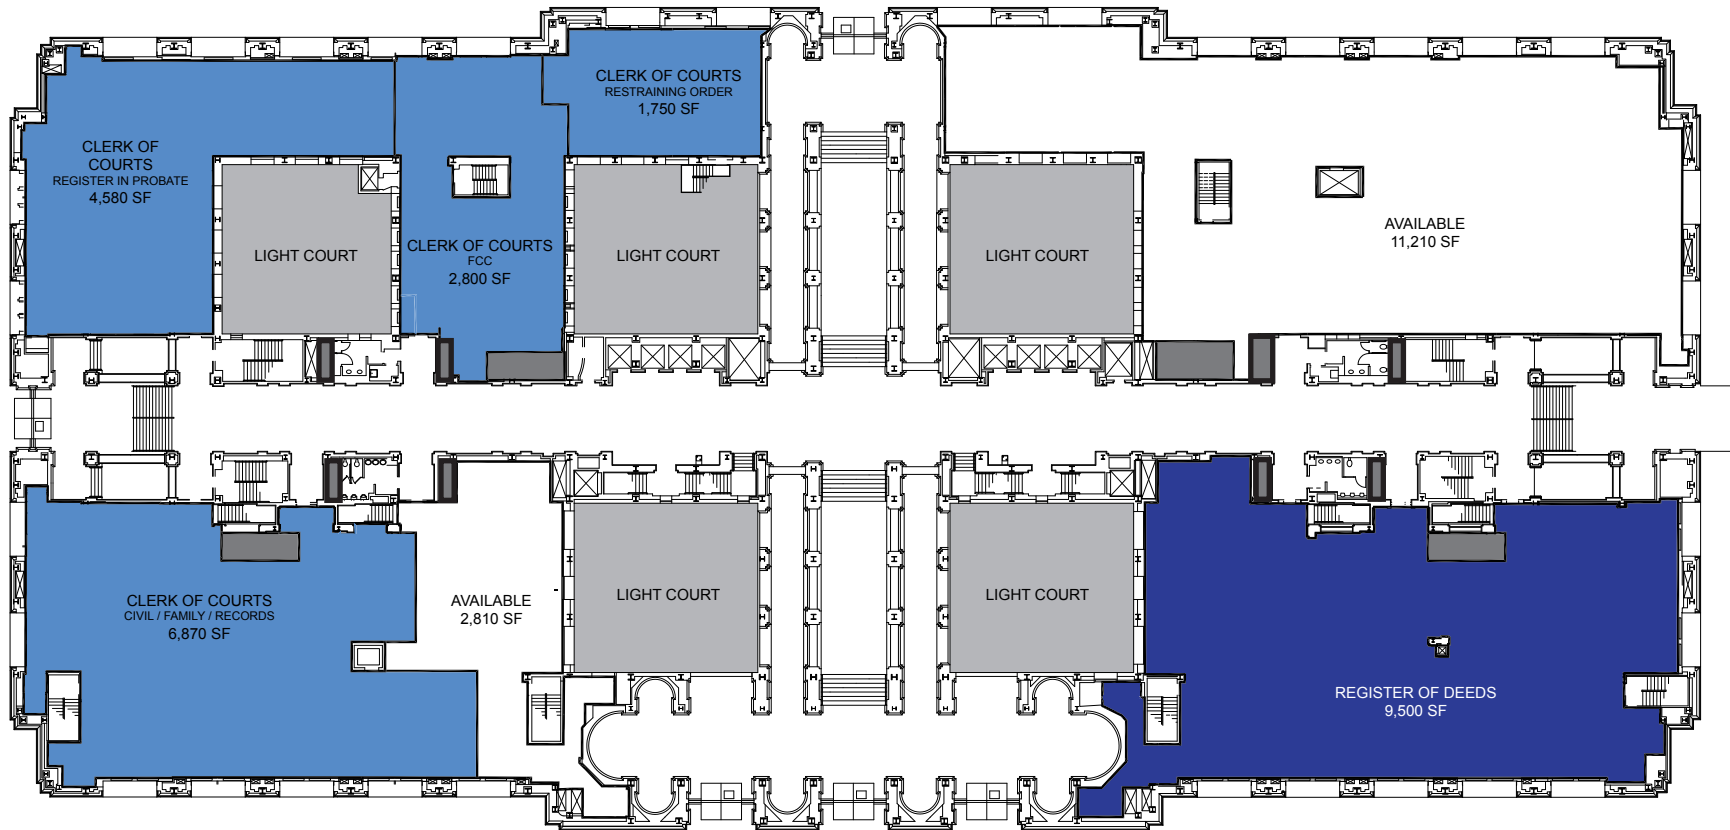 CLERK OF COURTS
RESTRAINING ORDER
1,750 SF
CLERK OF
COURTS
REGISTER IN PROBATE
4,580 SF
LIGHT COURT
CLERK OF COURTS
FCC
2,800 SF
LIGHT COURT
LIGHT COURT
AVAILABLE
11,210 SF
CLERK OF COURTS
CIVIL / FAMILY / RECORDS
6,870 SF
AVAILABLE
2,810 SF
LIGHT COURT
LIGHT COURT
REGISTER OF DEEDS
9,500 SF